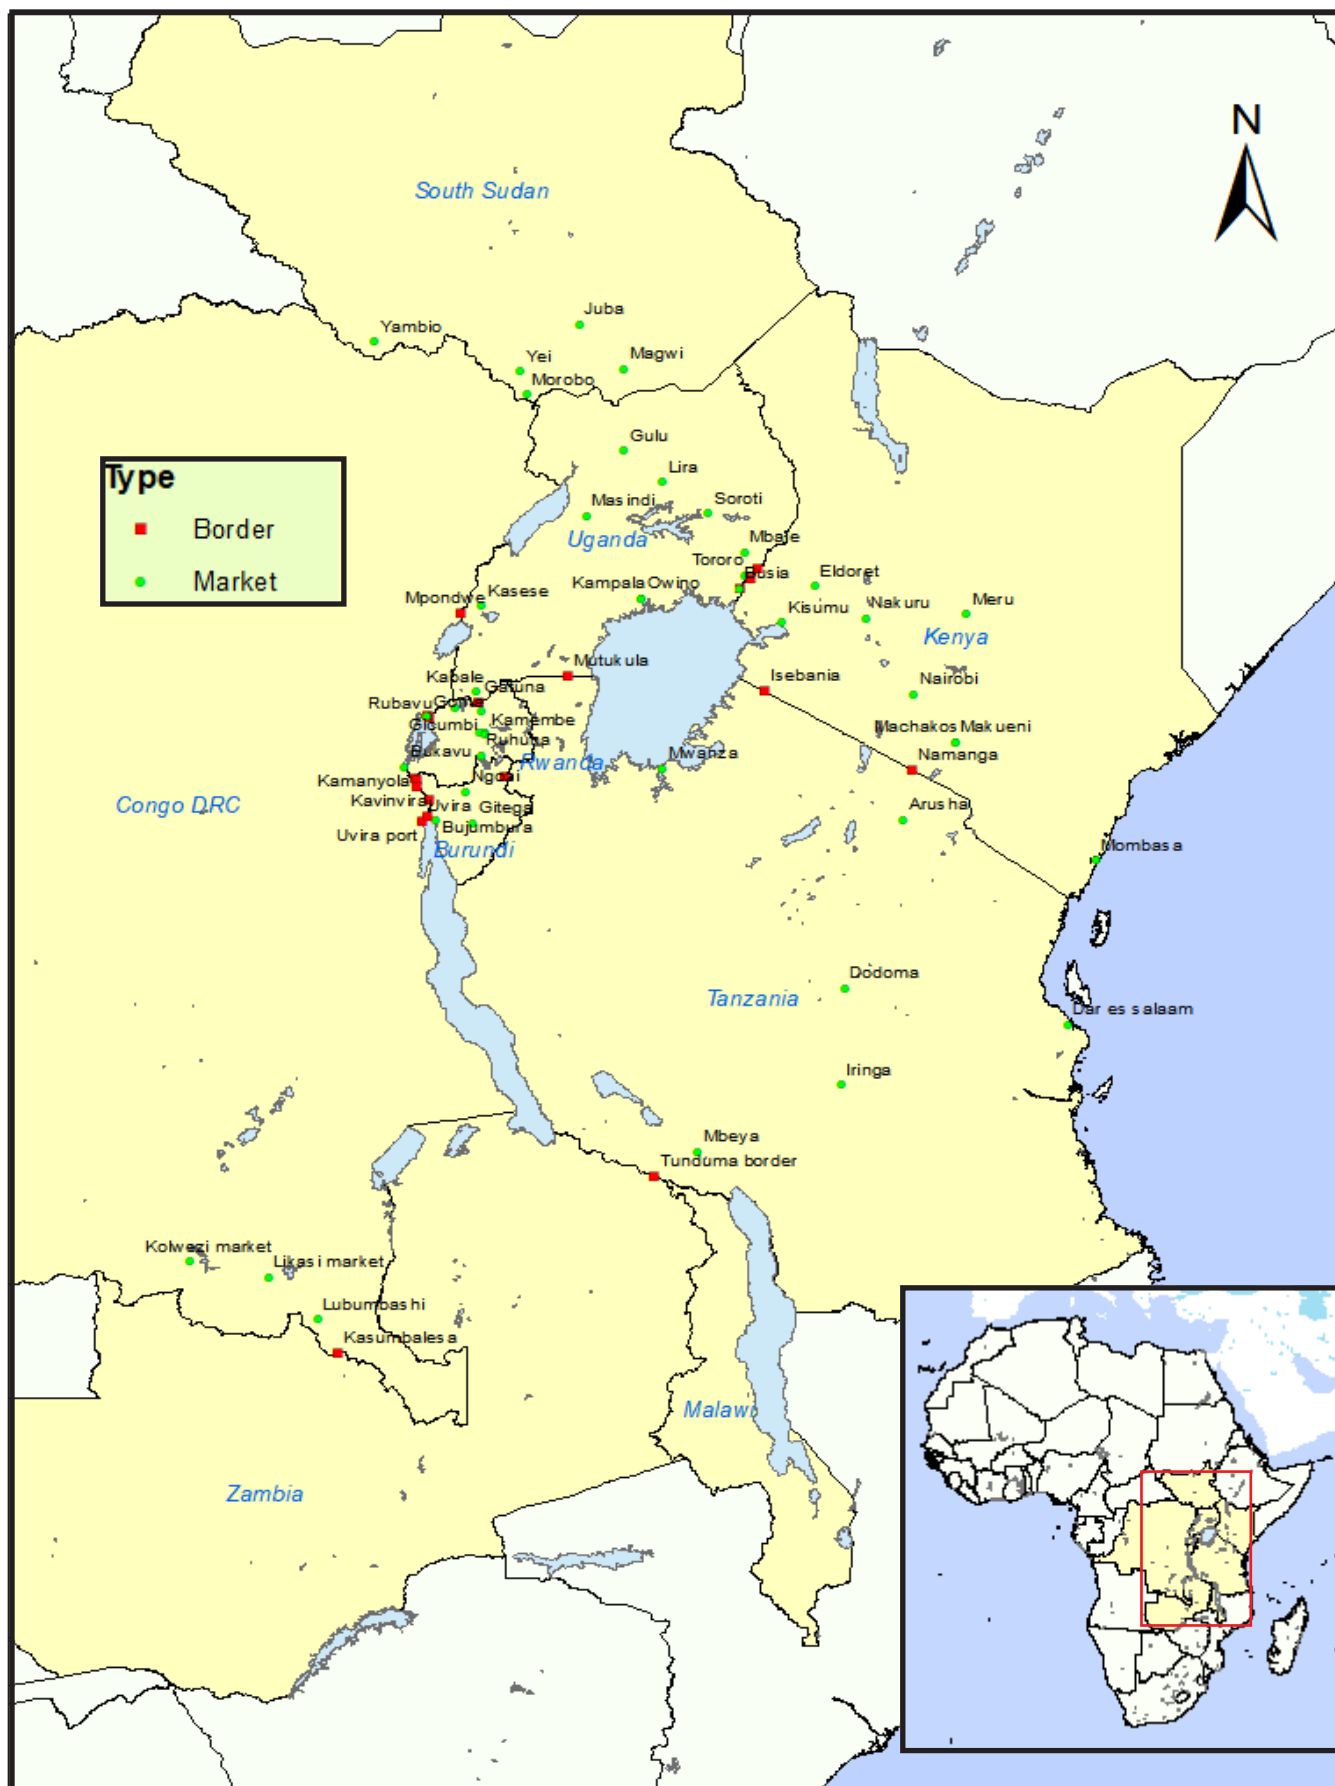 N
South Sudan
Juba
Yambio
Yei
Magwi
Morobo
Gulu
Type
Lira
Masindi
Soroti
Border
Uganda
Mbale
Tororo
Market
Busia
Eldoret
Kampala Owino
Mpondwe
Kasese
Kisumu
Nakuru
Meru
Kenya
Mutukula
Kabale
Isebania
Gatuna
Nairobi
Rubavu
Goma
Gicumbi
Kamembe
Machakos Makueni
Ruhuha
Bukavu
Mwanza
Namanga
Rwanda
Ngozi
Kamanyola
Congo DRC
Kavinvira
Uvira
Gitega
Arusha
Uvira port
Bujumbura
Burundi
Mombasa
Dodoma
Tanzania
Dar es salaam
Iringa
Mbeya
Tunduma border
Kolwezi market
Likasi market
Lubumbashi
Kasumbalesa
Malawi
Zambia